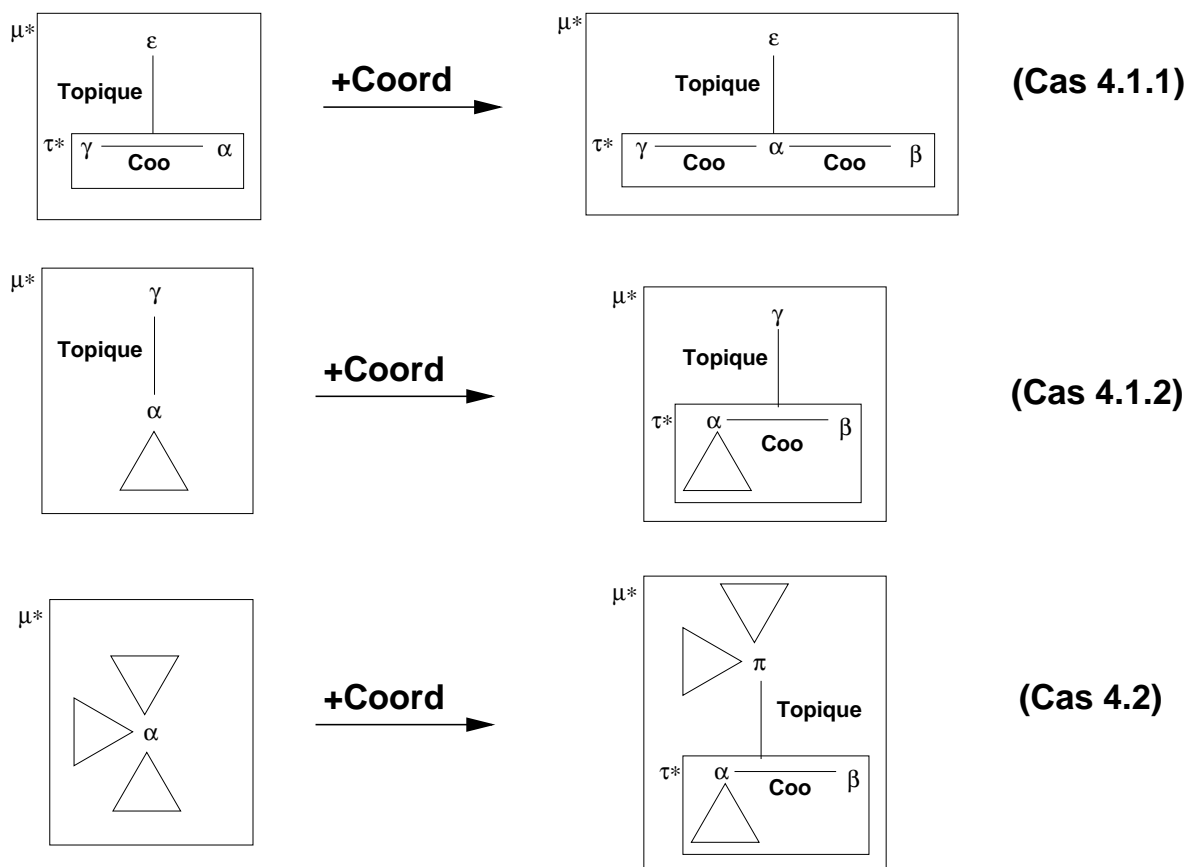 μ* ε Topique τ* γ Coo α
+Coord
μ* ε Topique τ* γ Coo α Coo β
(Cas 4.1.1)
μ* γ Topique α
+Coord
μ* γ Topique τ* α Coo β
(Cas 4.1.2)
μ* α
+Coord
μ* π Topique τ* α Coo β
(Cas 4.2)